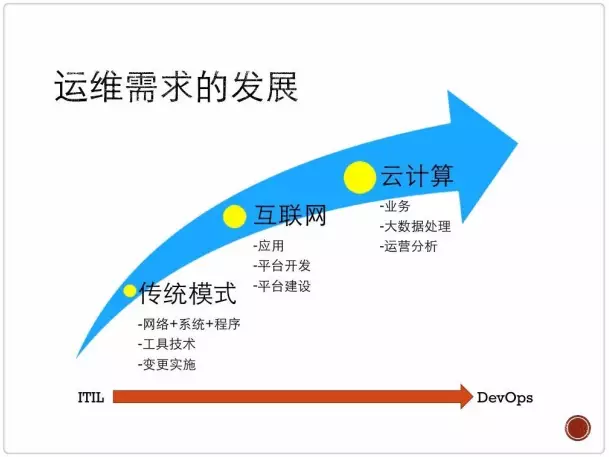 运维需求的发展
云计算
-业务
-大数据处理
-运营分析
互联网
-应用
-平台开发
-平台建设
传统模式
-网络+系统+程序
-工具技术
-变更实施
ITIL
DevOps